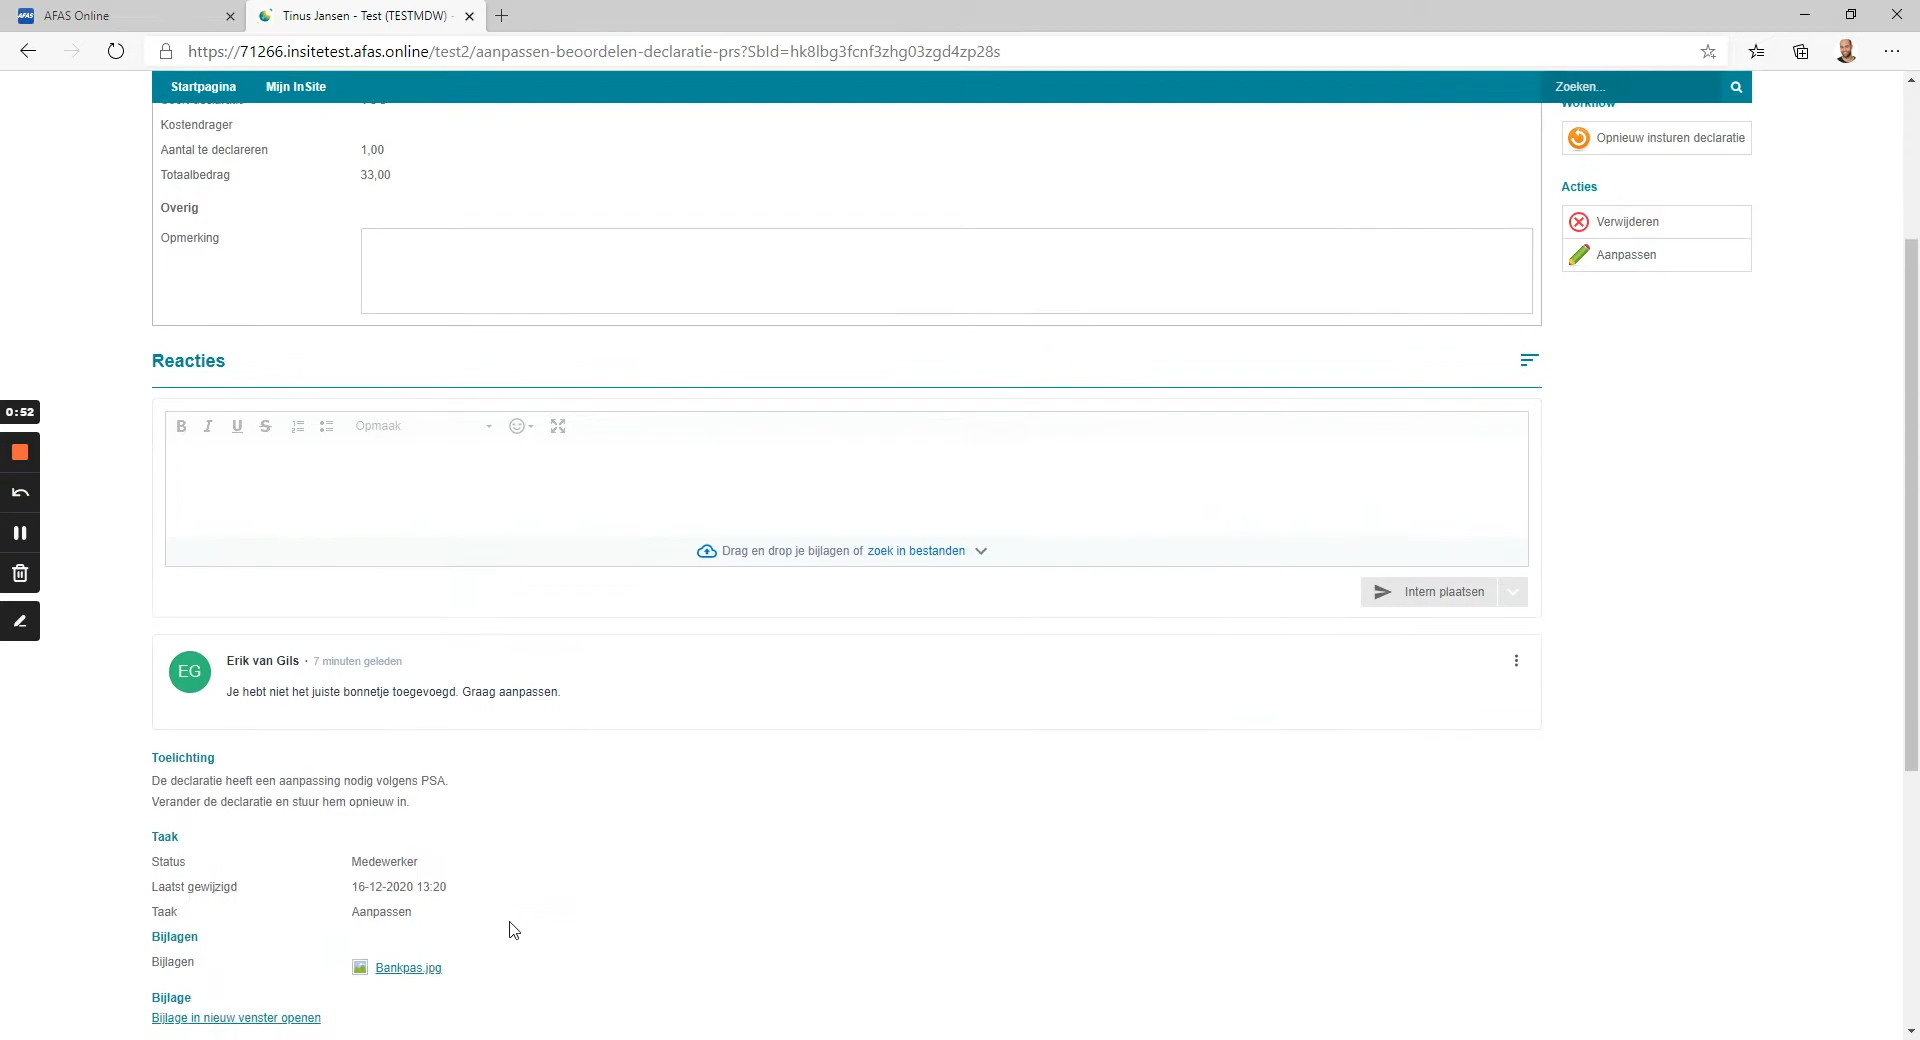 AFAS Online
Tinus Jansen - Test (TESTMDW) -
https://71266.insitetest.afas.online/test2/aanpassen-beoordelen-declaratie-prs?SbId=hk8lbg3fcnf3zhg03zgd4zp28s
Startpagina Mijn InSite Zoeken...
Workflow
Kostendrager
Opnieuw insturen declaratie
Aantal te declareren 1,00
Totaalbedrag 33,00
Acties
Overig
Verwijderen
Opmerking
Aanpassen
Reacties
0:52
B I U S Opmaak
Drag en drop je bijlagen of zoek in bestanden
Intern plaatsen
EG
Erik van Gils · 7 minuten geleden
Je hebt niet het juiste bonnetje toegevoegd. Graag aanpassen.
Toelichting
De declaratie heeft een aanpassing nodig volgens PSA.
Verander de declaratie en stuur hem opnieuw in.
Taak
Status Medewerker
Laatst gewijzigd 16-12-2020 13:20
Taak Aanpassen
Bijlagen
Bijlagen Bankpas.jpg
Bijlage
Bijlage in nieuw venster openen